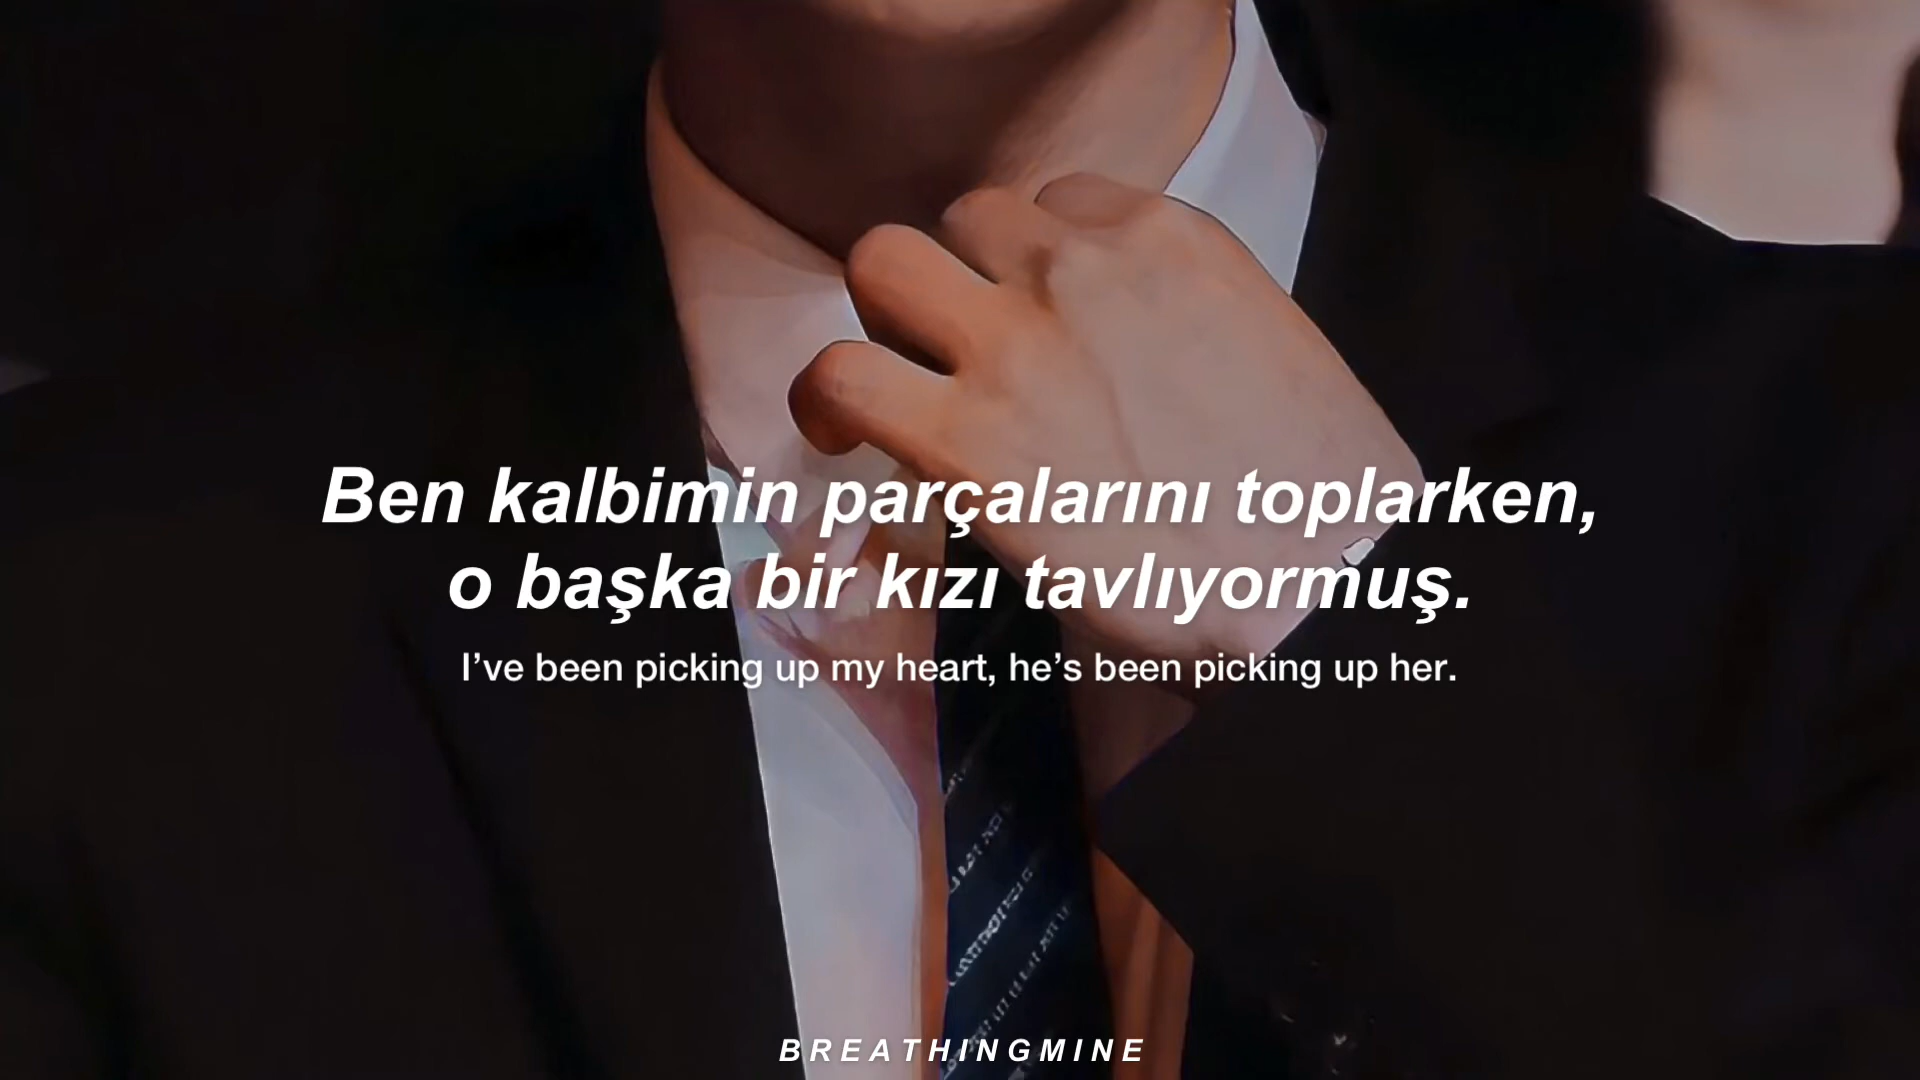 Ben kalbimin parçalarını toplarken,
o başka bir kızı tavlıyormuş.
I’ve been picking up my heart, he’s been picking up her.
BREATHINGMINE